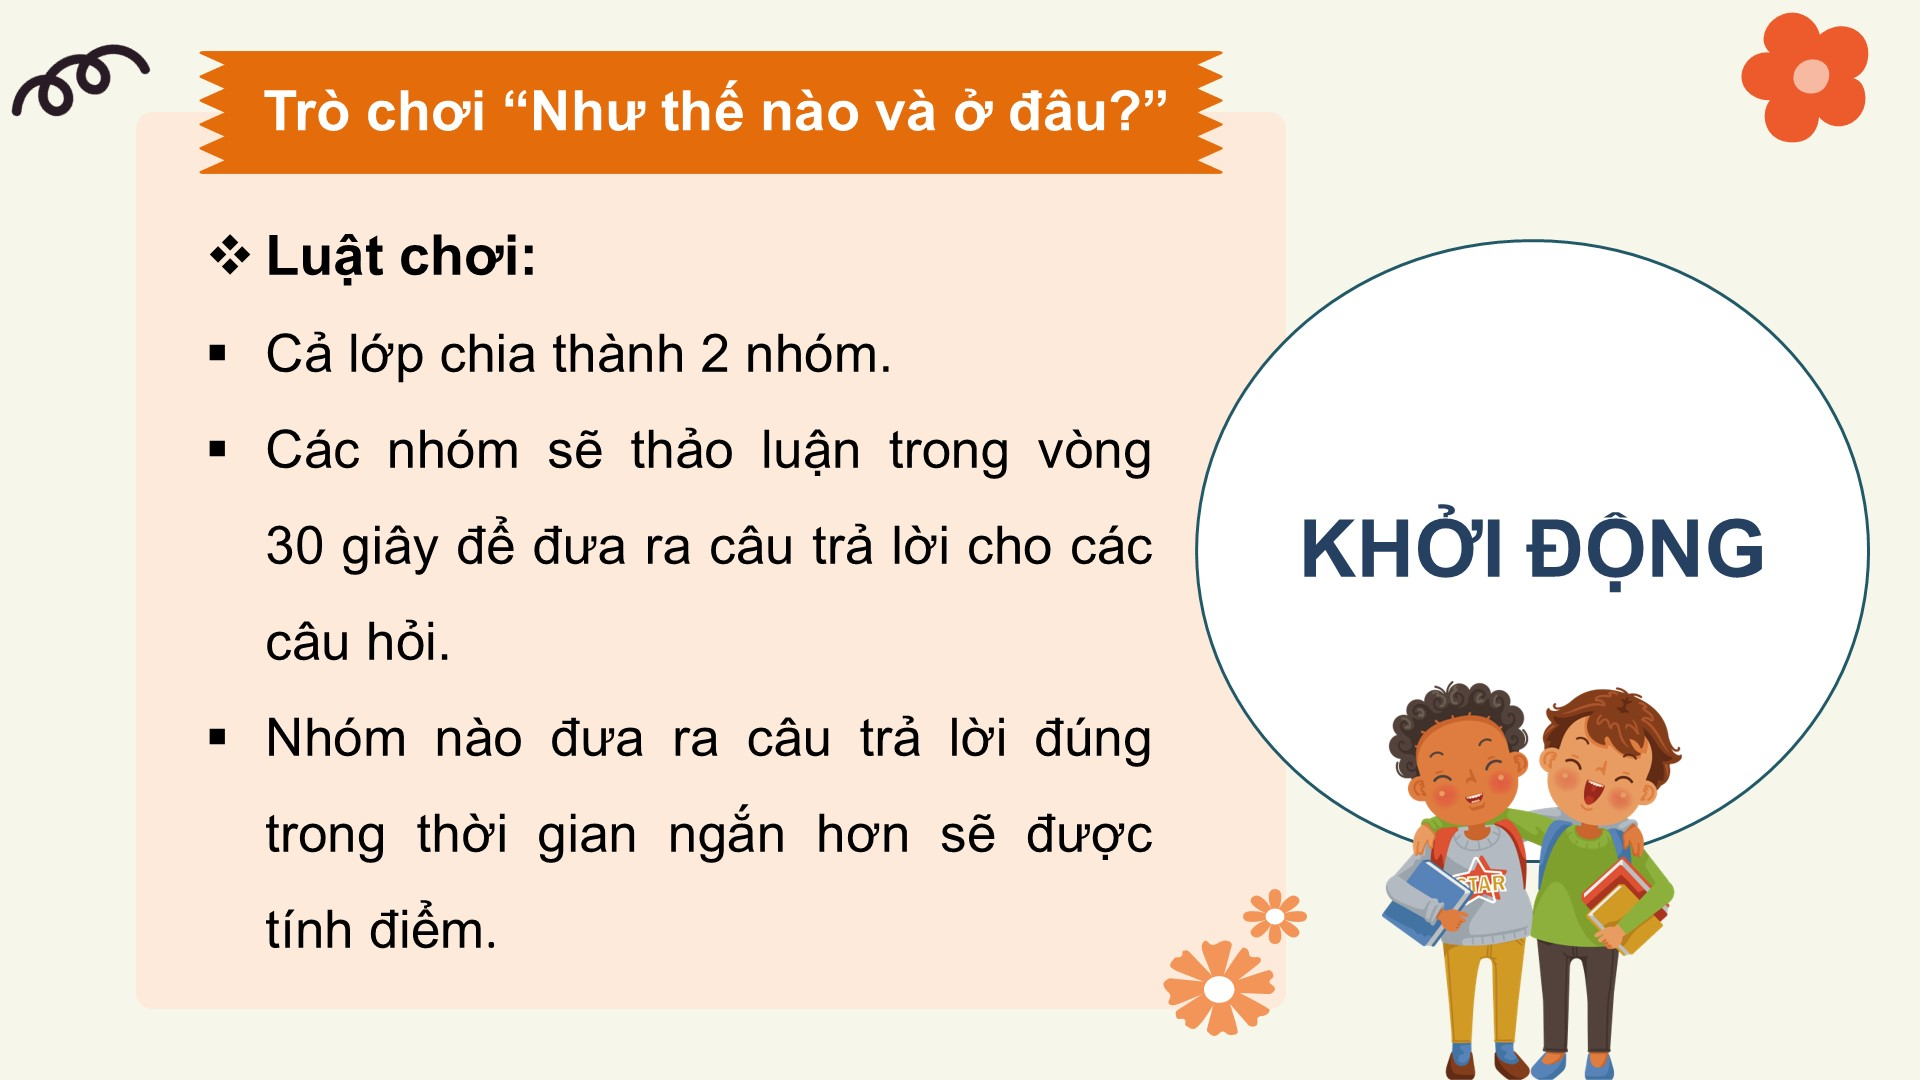 Trò chơi “Như thế nào và ở đâu?”
❖ Luật chơi:
▪ Cả lớp chia thành 2 nhóm.
▪ Các nhóm sẽ thảo luận trong vòng
30 giây để đưa ra câu trả lời cho các
câu hỏi.
▪ Nhóm nào đưa ra câu trả lời đúng
trong thời gian ngắn hơn sẽ được
tính điểm.
KHỞI ĐỘNG
STAR